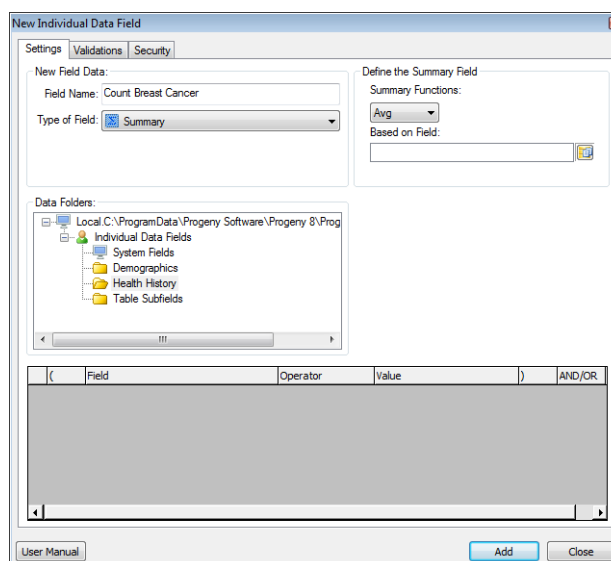 New Individual Data Field
Settings Validations Security
New Field Data:
Field Name: Count Breast Cancer
Type of Field: Summary
Define the Summary Field
Summary Functions:
Avg
Based on Field:
Data Folders:
Local.C:\ProgramData\Progeny Software\Progeny 8\Prog
Individual Data Fields
System Fields
Demographics
Health History
Table Subfields
( Field Operator Value ) AND/OR
User Manual Add Close